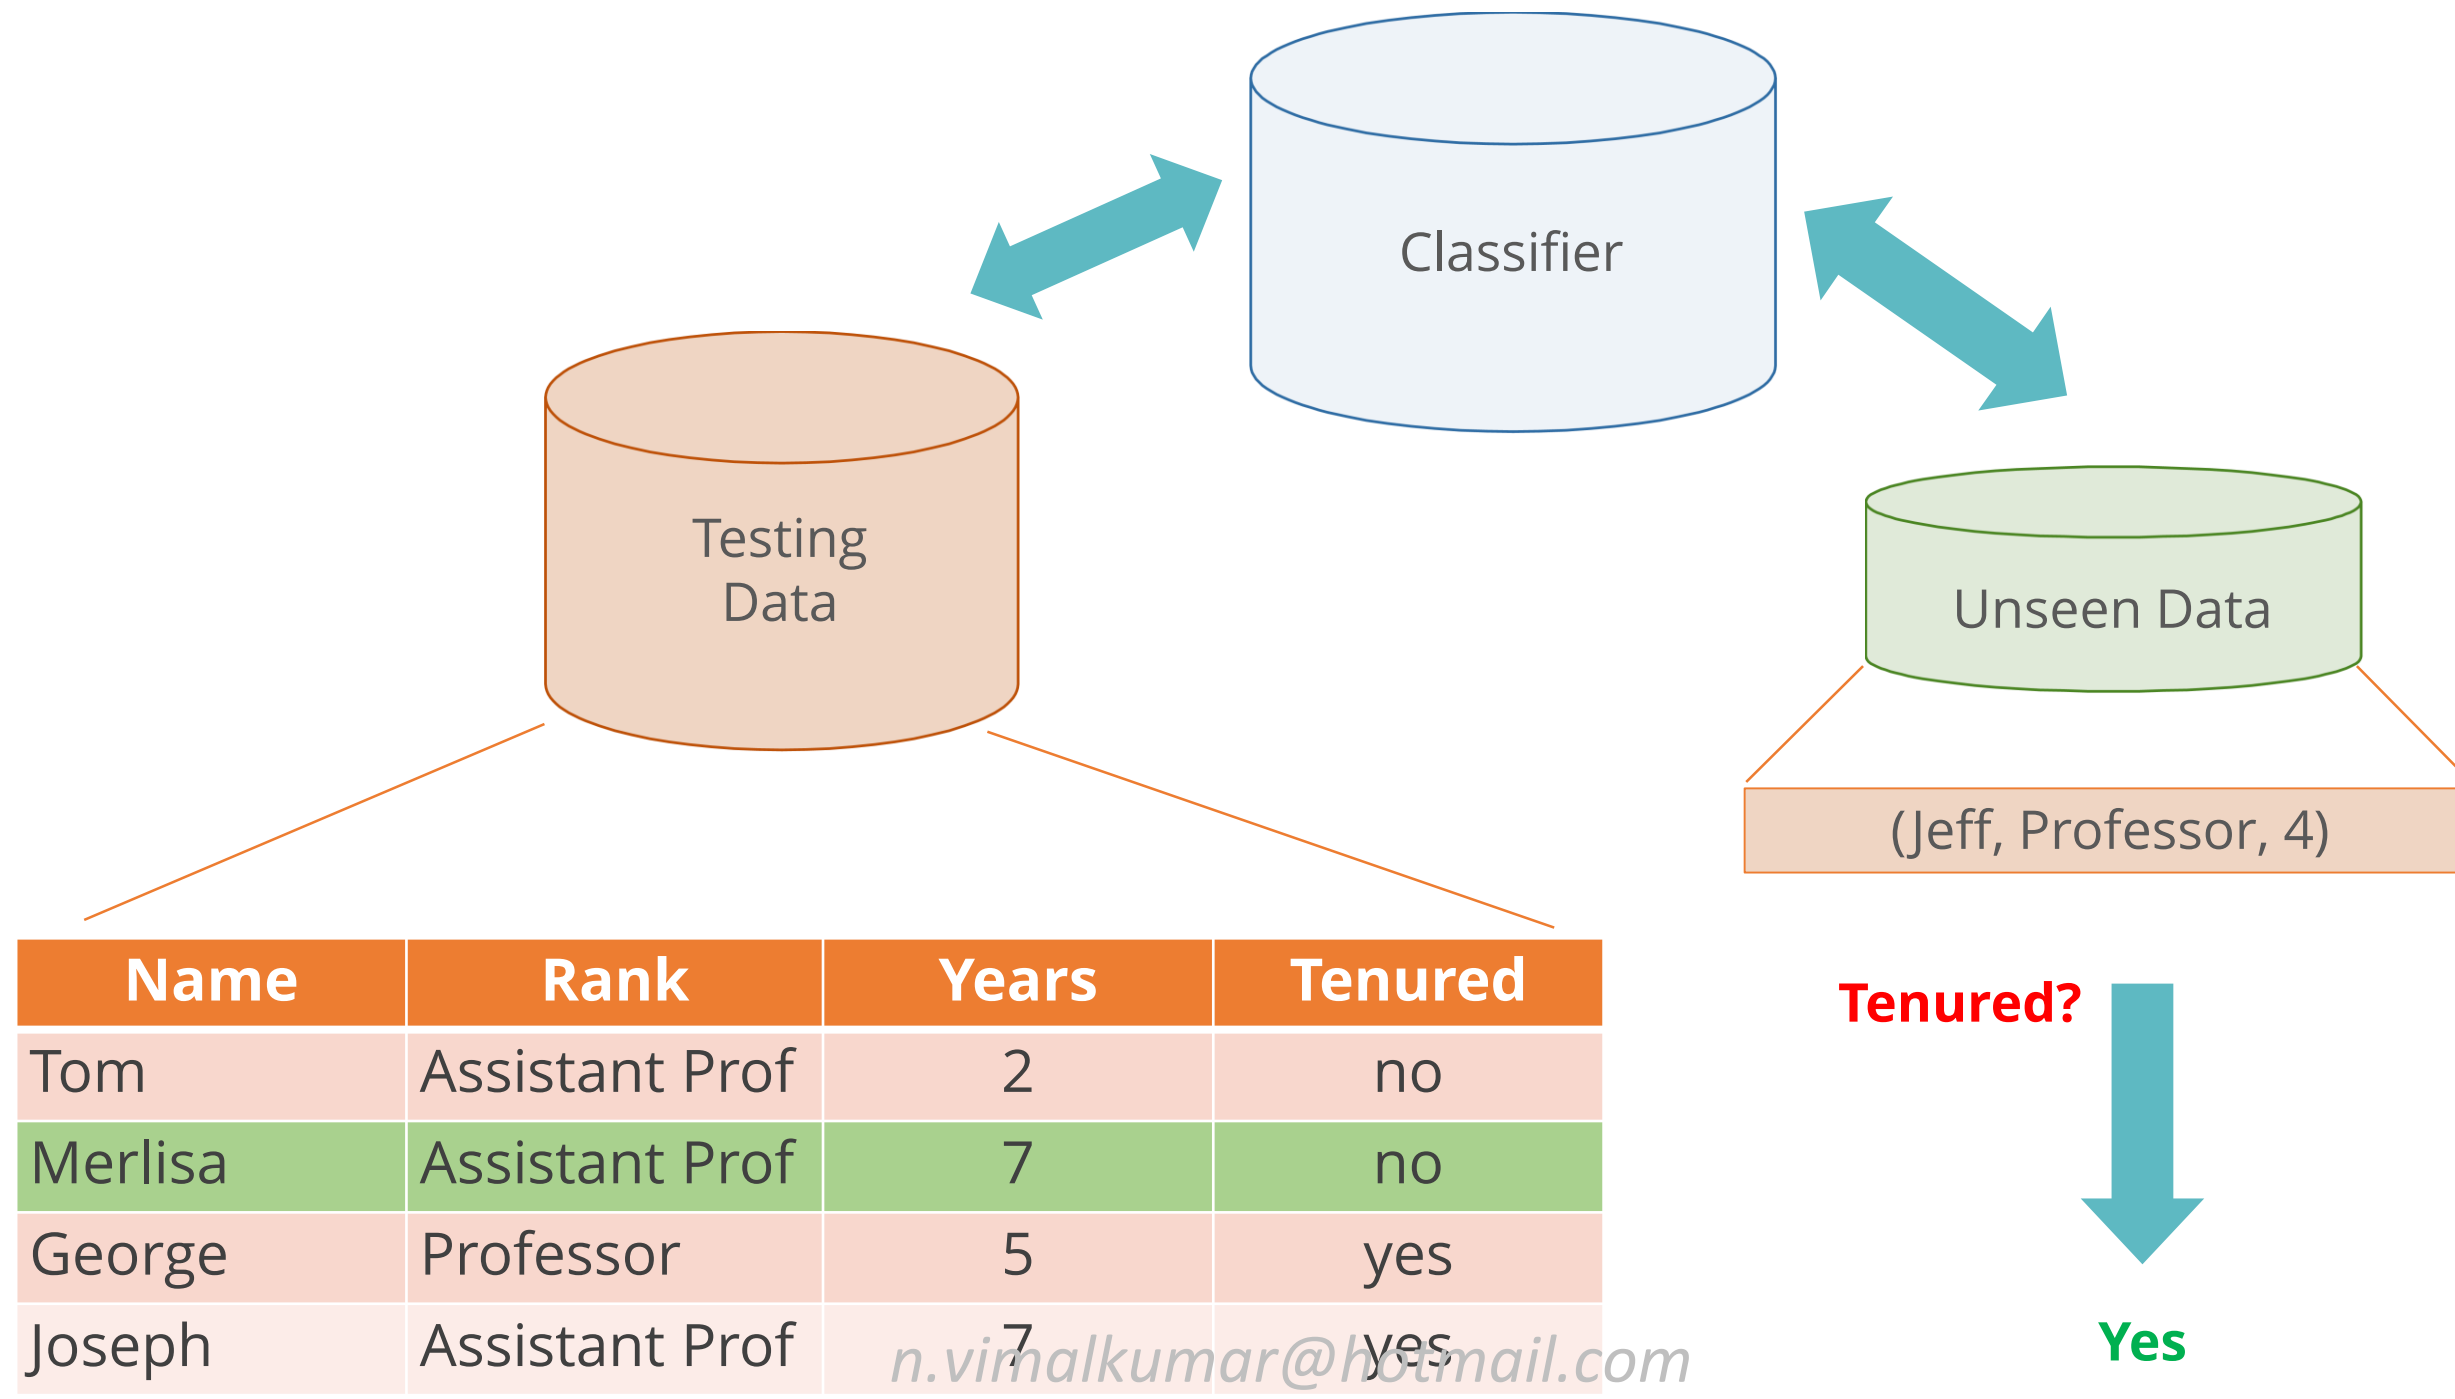 Classifier
Testing
Data
Unseen Data
(Jeff, Professor, 4)
Name Rank Years Tenured
Tom Assistant Prof 2 no
Merlisa Assistant Prof 7 no
George Professor 5 yes
Joseph Assistant Prof 7 yes
n.vimalkumar@hotmail.com
Tenured?
Yes